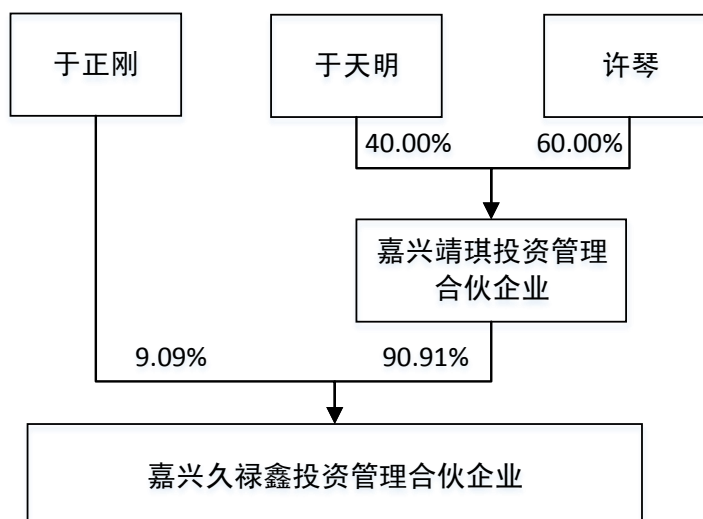 于正刚
于天明
许琴
40.00%
60.00%
嘉兴靖琪投资管理
合伙企业
9.09%
90.91%
嘉兴久禄鑫投资管理合伙企业